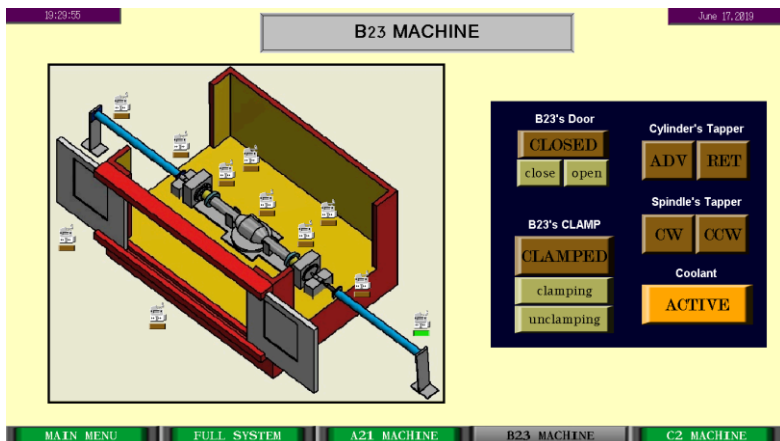 19:29:55
June 17,2019
B23 MACHINE
B23's Door
CLOSED
close open
Cylinder's Tapper
ADV RET
B23's CLAMP
CLAMPED
clamping
unclamping
Spindle's Tapper
CW CCW
Coolant
ACTIVE
MAIN MENU FULL SYSTEM A21 MACHINE B23 MACHINE C2 MACHINE